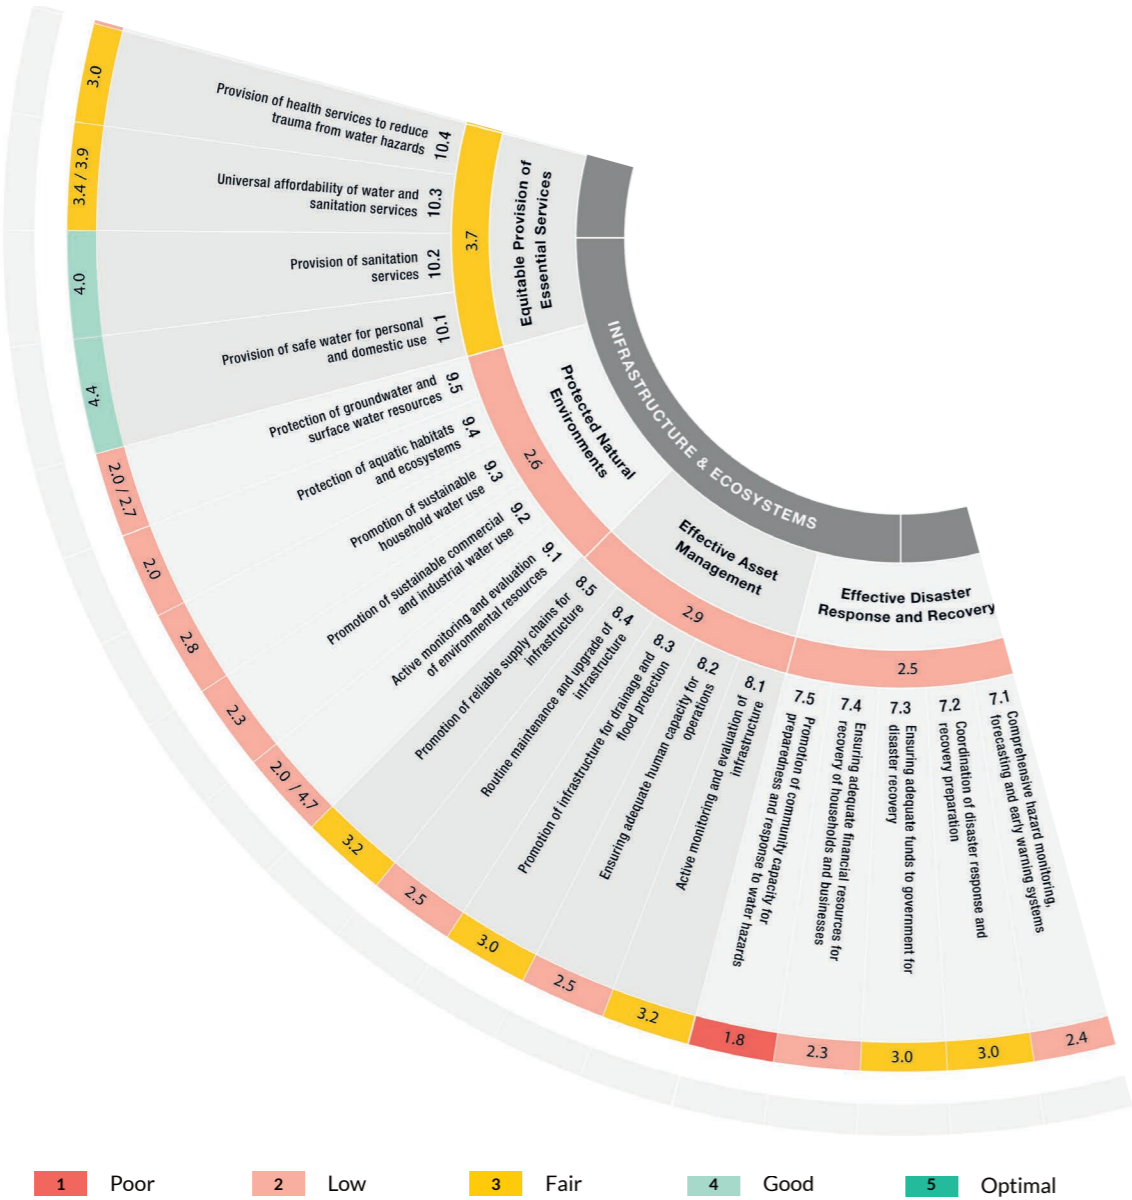 INFRASTRUCTURE & ECOSYSTEMS
Equitable Provision of
Essential Services
3.7
10.4
Provision of health services to reduce
trauma from water hazards
3.0
10.3
Universal affordability of water and
sanitation services
3.4 / 3.9
10.2
Provision of sanitation
services
4.0
10.1
Provision of safe water for personal
and domestic use
4.4
Protected Natural
Environments
2.6
9.5
Protection of groundwater and
surface water resources
2.0 / 2.7
9.4
Protection of aquatic habitats
and ecosystems
2.0
9.3
Promotion of sustainable
household water use
2.8
9.2
Promotion of sustainable commercial
and industrial water use
2.3
9.1
Active monitoring and evaluation
of environmental resources
2.0 / 4.7
Effective Asset
Management
2.9
8.5
Promotion of reliable supply chains for
infrastructure
3.2
8.4
Routine maintenance and upgrade of
infrastructure
2.5
8.3
Promotion of infrastructure for drainage and
flood protection
3.0
8.2
Ensuring adequate human capacity for
operations
2.5
8.1
Active monitoring and evaluation of
infrastructure
3.2
Effective Disaster
Response and Recovery
2.5
7.5
Promotion of community capacity for
preparedness and response to water hazards
1.8
7.4
Ensuring adequate financial resources for
recovery of households and businesses
2.3
7.3
Ensuring adequate funds to government for
disaster recovery
3.0
7.2
Coordination of disaster response and
recovery preparation
3.0
7.1
Comprehensive hazard monitoring,
forecasting and early warning systems
2.4
1 Poor
2 Low
3 Fair
4 Good
5 Optimal